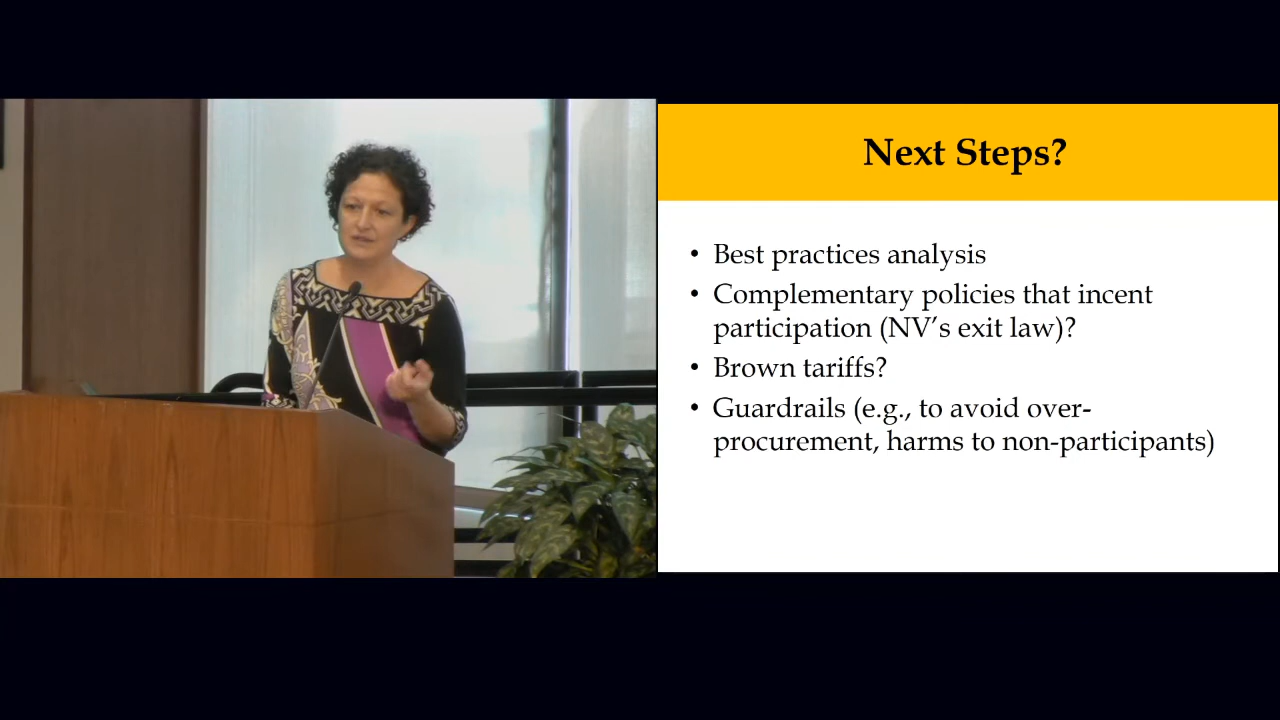 Next Steps?
• Best practices analysis
• Complementary policies that incent
participation (NV’s exit law)?
• Brown tariffs?
• Guardrails (e.g., to avoid over-
procurement, harms to non-participants)